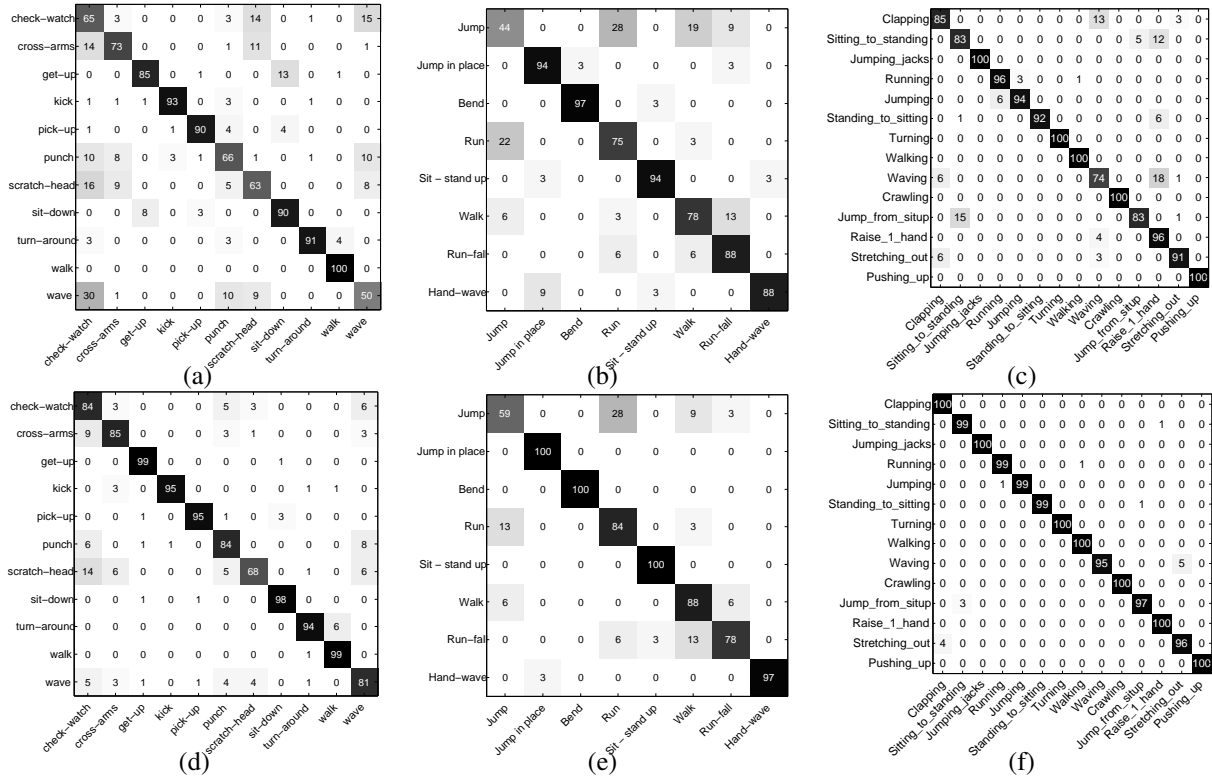 check−watch 65 3 0 0 0 3 14 0 1 0 15
cross−arms 14 73 0 0 0 1 11 0 0 0 1
get−up 0 0 85 0 1 0 0 13 0 1 0
kick 1 1 1 93 0 3 0 0 1 0 0
pick−up 1 0 0 1 90 4 0 4 0 0 0
punch 10 8 0 3 1 66 1 0 1 0 10
scratch−head 16 9 0 0 0 5 63 0 0 0 8
sit−down 0 0 8 0 3 0 0 90 0 0 0
turn−around 3 0 0 0 0 3 0 0 91 4 0
walk 0 0 0 0 0 0 0 0 0 100 0
wave 30 1 0 0 0 10 9 0 0 0 50
check−watch cross−arms get−up kick pick−up punch scratch−head sit−down turn−around walk wave
(a)
Jump 44 0 0 28 0 19 9 0
Jump in place 0 94 3 0 0 0 3 0
Bend 0 0 97 0 3 0 0 0
Run 22 0 0 75 0 3 0 0
Sit − stand up 0 3 0 0 94 0 0 3
Walk 6 0 0 3 0 78 13 0
Run−fall 0 0 0 6 0 6 88 0
Hand−wave 0 9 0 0 3 0 0 88
Jump Jump in place Bend Run Sit − stand up Walk Run−fall Hand−wave
(b)
Clapping 85 0 0 0 0 0 0 0 13 0 0 0 3 0
Sitting_to_standing 0 83 0 0 0 0 0 0 0 0 5 12 0 0
Jumping_jacks 0 0 100 0 0 0 0 0 0 0 0 0 0 0
Running 0 0 0 96 3 0 0 1 0 0 0 0 0 0
Jumping 0 0 0 6 94 0 0 0 0 0 0 0 0 0
Standing_to_sitting 0 1 0 0 0 92 0 0 0 0 0 6 0 0
Turning 0 0 0 0 0 0 100 0 0 0 0 0 0 0
Walking 0 0 0 0 0 0 0 100 0 0 0 0 0 0
Waving 6 0 0 0 0 0 0 0 74 0 0 18 1 0
Crawling 0 0 0 0 0 0 0 0 0 100 0 0 0 0
Jump_from_situp 0 15 0 0 0 0 0 0 0 0 83 0 1 0
Raise_1_hand 0 0 0 0 0 0 0 0 4 0 0 96 0 0
Stretching_out 6 0 0 0 0 0 0 0 3 0 0 0 91 0
Pushing_up 0 0 0 0 0 0 0 0 0 0 0 0 0 100
Clapping Sitting_to_standing Jumping_jacks Running Jumping Standing_to_sitting Turning Walking Waving Crawling Jump_from_situp Raise_1_hand Stretching_out Pushing_up
(c)
check−watch 84 3 0 0 0 5 3 0 0 0 6
cross−arms 9 85 0 0 0 3 1 0 0 0 3
get−up 0 0 99 0 0 0 0 1 0 0 0
kick 0 3 0 95 0 0 0 0 1 1 0
pick−up 0 0 1 0 95 1 0 3 0 0 0
punch 6 0 1 1 0 84 0 0 0 0 8
scratch−head 14 6 0 0 0 5 68 0 1 0 6
sit−down 0 0 1 0 1 0 0 98 0 0 0
turn−around 0 0 0 0 0 0 0 0 94 6 0
walk 0 0 0 0 0 0 0 0 1 99 0
wave 5 3 1 0 1 4 4 0 1 0 81
check−watch cross−arms get−up kick pick−up punch scratch−head sit−down turn−around walk wave
(d)
Jump 59 0 0 28 0 9 3 0
Jump in place 0 100 0 0 0 0 0 0
Bend 0 0 100 0 0 0 0 0
Run 13 0 0 84 0 3 0 0
Sit − stand up 0 0 0 0 100 0 0 0
Walk 6 0 0 0 0 88 6 0
Run−fall 0 0 0 6 3 13 78 0
Hand−wave 0 3 0 0 0 0 0 97
Jump Jump in place Bend Run Sit − stand up Walk Run−fall Hand−wave
(e)
Clapping 100 0 0 0 0 0 0 0 0 0 0 0 0 0
Sitting_to_standing 0 99 0 0 0 0 0 0 0 0 0 1 0 0
Jumping_jacks 0 0 100 0 0 0 0 0 0 0 0 0 0 0
Running 0 0 0 99 0 0 0 1 0 0 0 0 0 0
Jumping 0 0 0 1 99 0 0 0 0 0 0 0 0 0
Standing_to_sitting 0 0 0 0 0 99 0 0 0 0 1 0 0 0
Turning 0 0 0 0 0 0 100 0 0 0 0 0 0 0
Walking 0 0 0 0 0 0 0 100 0 0 0 0 0 0
Waving 0 0 0 0 0 0 0 0 95 0 0 0 5 0
Crawling 0 0 0 0 0 0 0 0 0 100 0 0 0 0
Jump_from_situp 0 3 0 0 0 0 0 0 0 0 97 0 0 0
Raise_1_hand 0 0 0 0 0 0 0 0 0 0 0 100 0 0
Stretching_out 4 0 0 0 0 0 0 0 0 0 0 0 96 0
Pushing_up 0 0 0 0 0 0 0 0 0 0 0 0 0 100
Clapping Sitting_to_standing Jumping_jacks Running Jumping Standing_to_sitting Turning Walking Waving Crawling Jump_from_situp Raise_1_hand Stretching_out Pushing_up
(f)